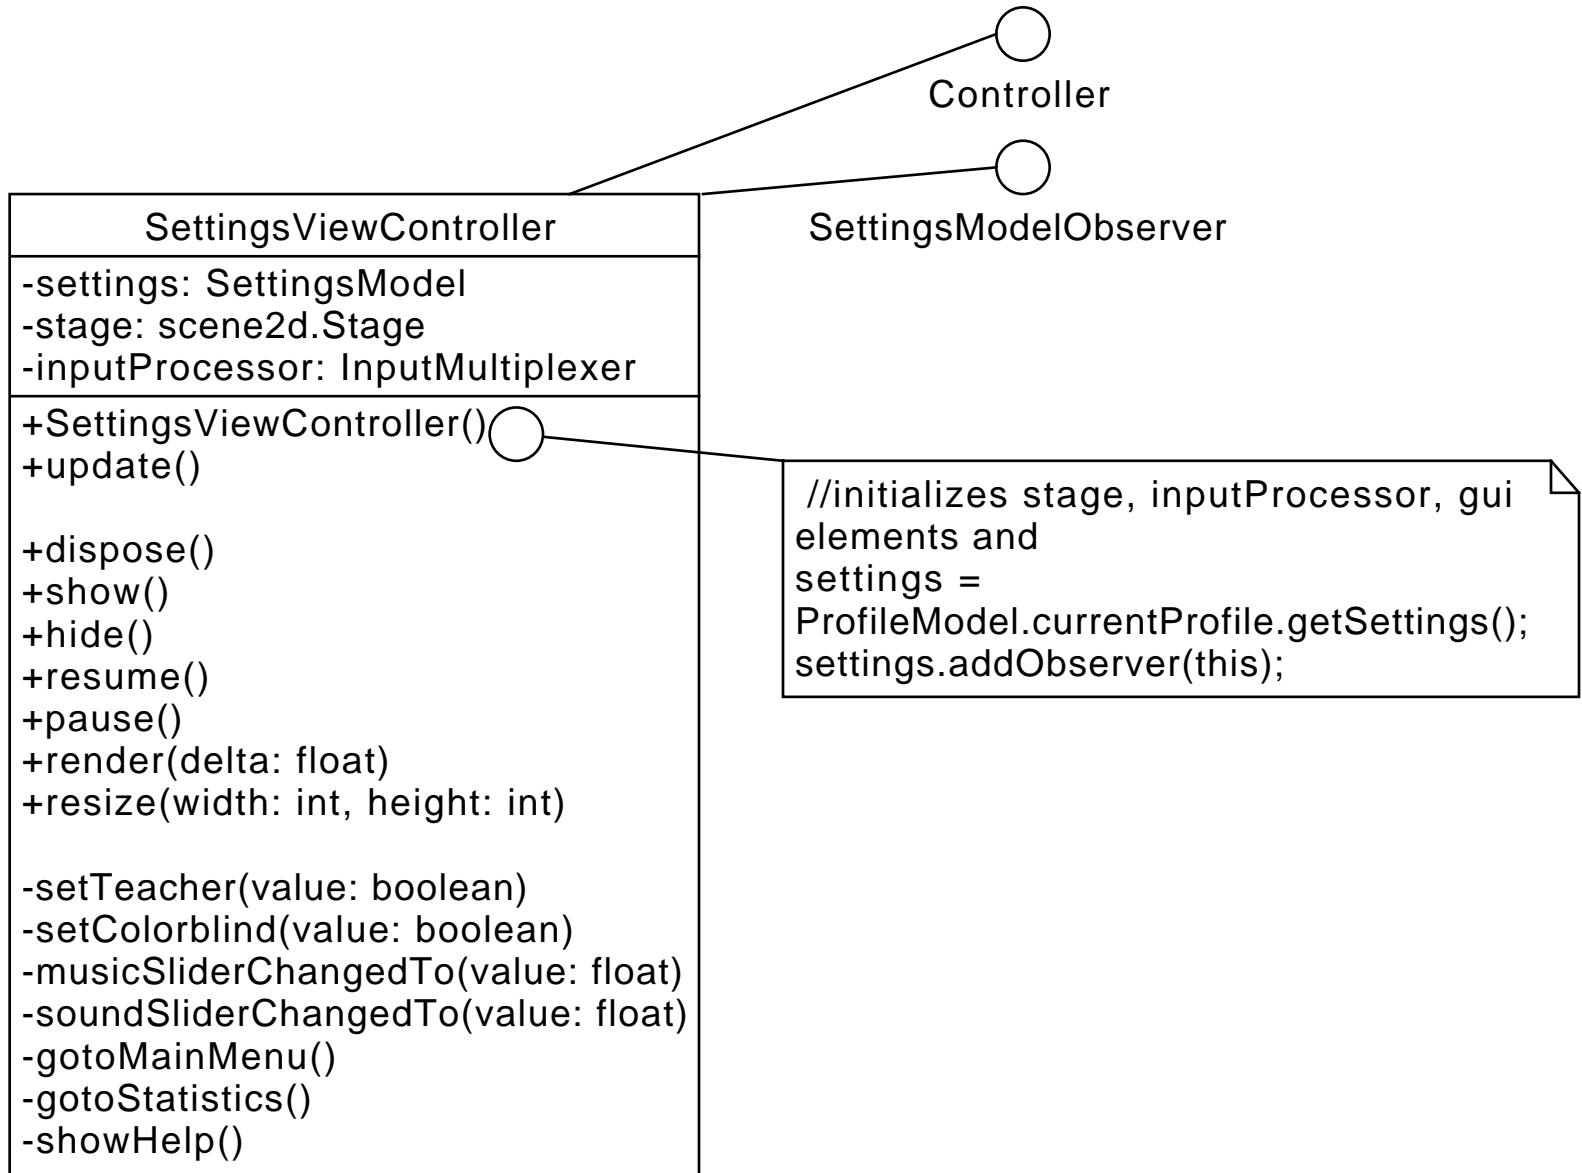 Controller
SettingsModelObserver
SettingsViewController
-settings: SettingsModel
-stage: scene2d.Stage
-inputProcessor: InputMultiplexer
+SettingsViewController()
+update()
+dispose()
+show()
+hide()
+resume()
+pause()
+render(delta: float)
+resize(width: int, height: int)
-setTeacher(value: boolean)
-setColorblind(value: boolean)
-musicSliderChangedTo(value: float)
-soundSliderChangedTo(value: float)
-gotoMainMenu()
-gotoStatistics()
-showHelp()
//initializes stage, inputProcessor, gui
elements and
settings =
ProfileModel.currentProfile.getSettings();
settings.addObserver(this);